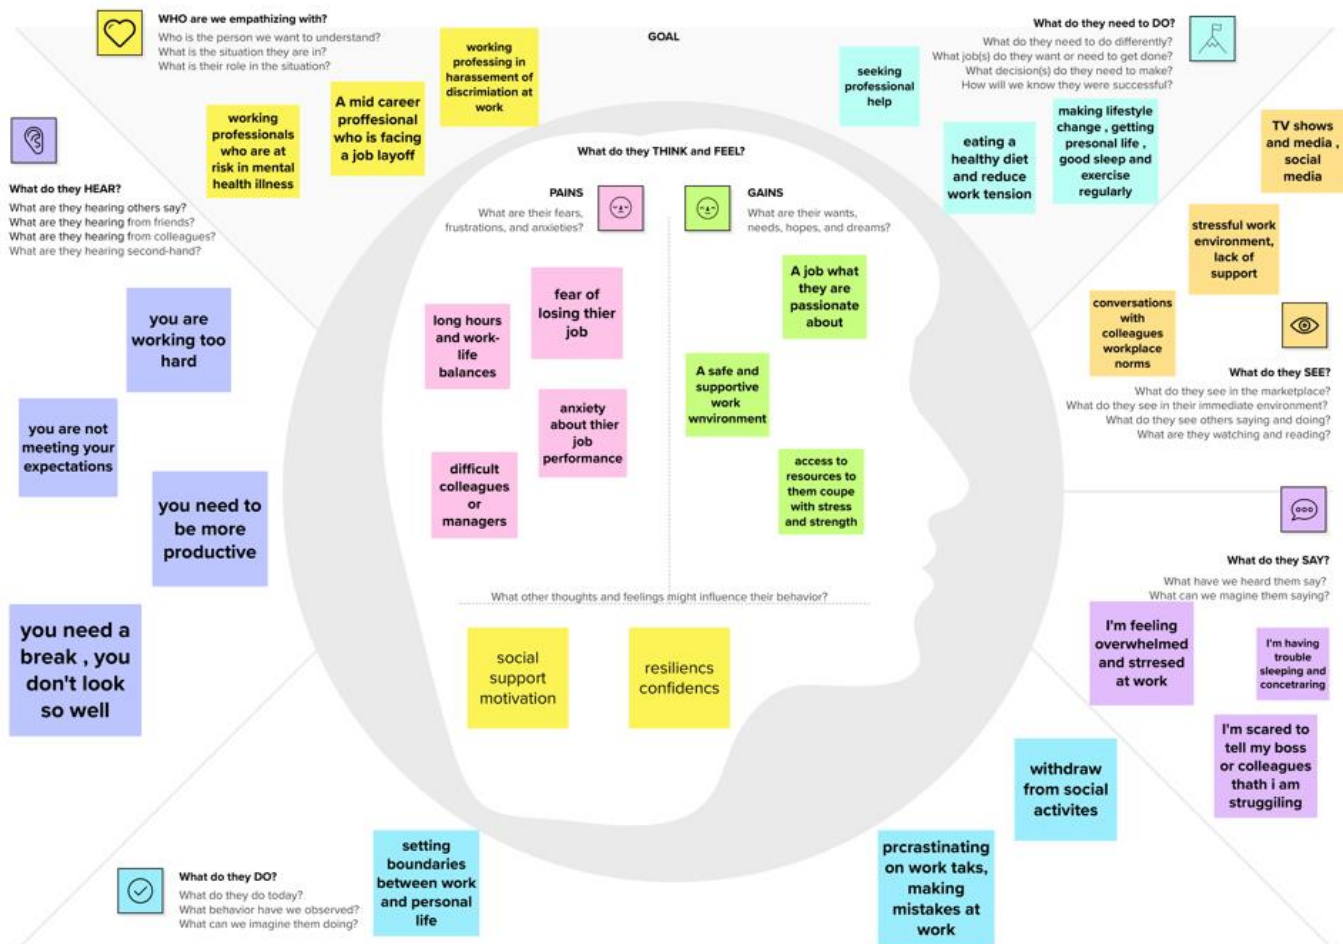 WHO are we empathizing with?
Who is the person we want to understand?
What is the situation they are in?
What is their role in the situation?
working
professionals
who are at
risk in mental
health illness
A mid career
proffesional
who is facing
a job layoff
working
professing in
harassement of
discrimiation at
work
GOAL
What do they need to DO?
What do they need to do differently?
What job(s) do they want or need to get done?
What decision(s) do they need to make?
How will we know they were successful?
seeking
professional
help
eating a
healthy diet
and reduce
work tension
making lifestyle
change , getting
presonal life ,
good sleep and
exercise
regularly
TV shows
and media ,
social
media
stressful work
environment,
lack of
support
conversations
with
colleagues
workplace
norms
What do they SEE?
What do they see in the marketplace?
What do they see in their immediate environment?
What do they see others saying and doing?
What are they watching and reading?
What do they HEAR?
What are they hearing others say?
What are they hearing from friends?
What are they hearing from colleagues?
What are they hearing second-hand?
you are
working too
hard
you are not
meeting your
expectations
you need to
be more
productive
you need a
break , you
don't look
so well
What do they THINK and FEEL?
PAINS
What are their fears,
frustrations, and anxieties?
long hours
and work-
life
balances
fear of
losing thier
job
anxiety
about thier
job
performance
difficult
colleagues
or
managers
GAINS
What are their wants,
needs, hopes, and dreams?
A job what
they are
passionate
about
A safe and
supportive
work
wnvironment
access to
resources to
them coupe
with stress
and strength
What other thoughts and feelings might influence their behavior?
social
support
motivation
resiliencs
confidencs
What do they SAY?
What have we heard them say?
What can we magine them saying?
I'm feeling
overwhelmed
and strresed
at work
I'm having
trouble
sleeping and
concetraring
I'm scared to
tell my boss
or colleagues
thath i am
struggiling
What do they DO?
What do they do today?
What behavior have we observed?
What can we imagine them doing?
setting
boundaries
between work
and personal
life
withdraw
from social
activites
prcrastinating
on work taks,
making
mistakes at
work